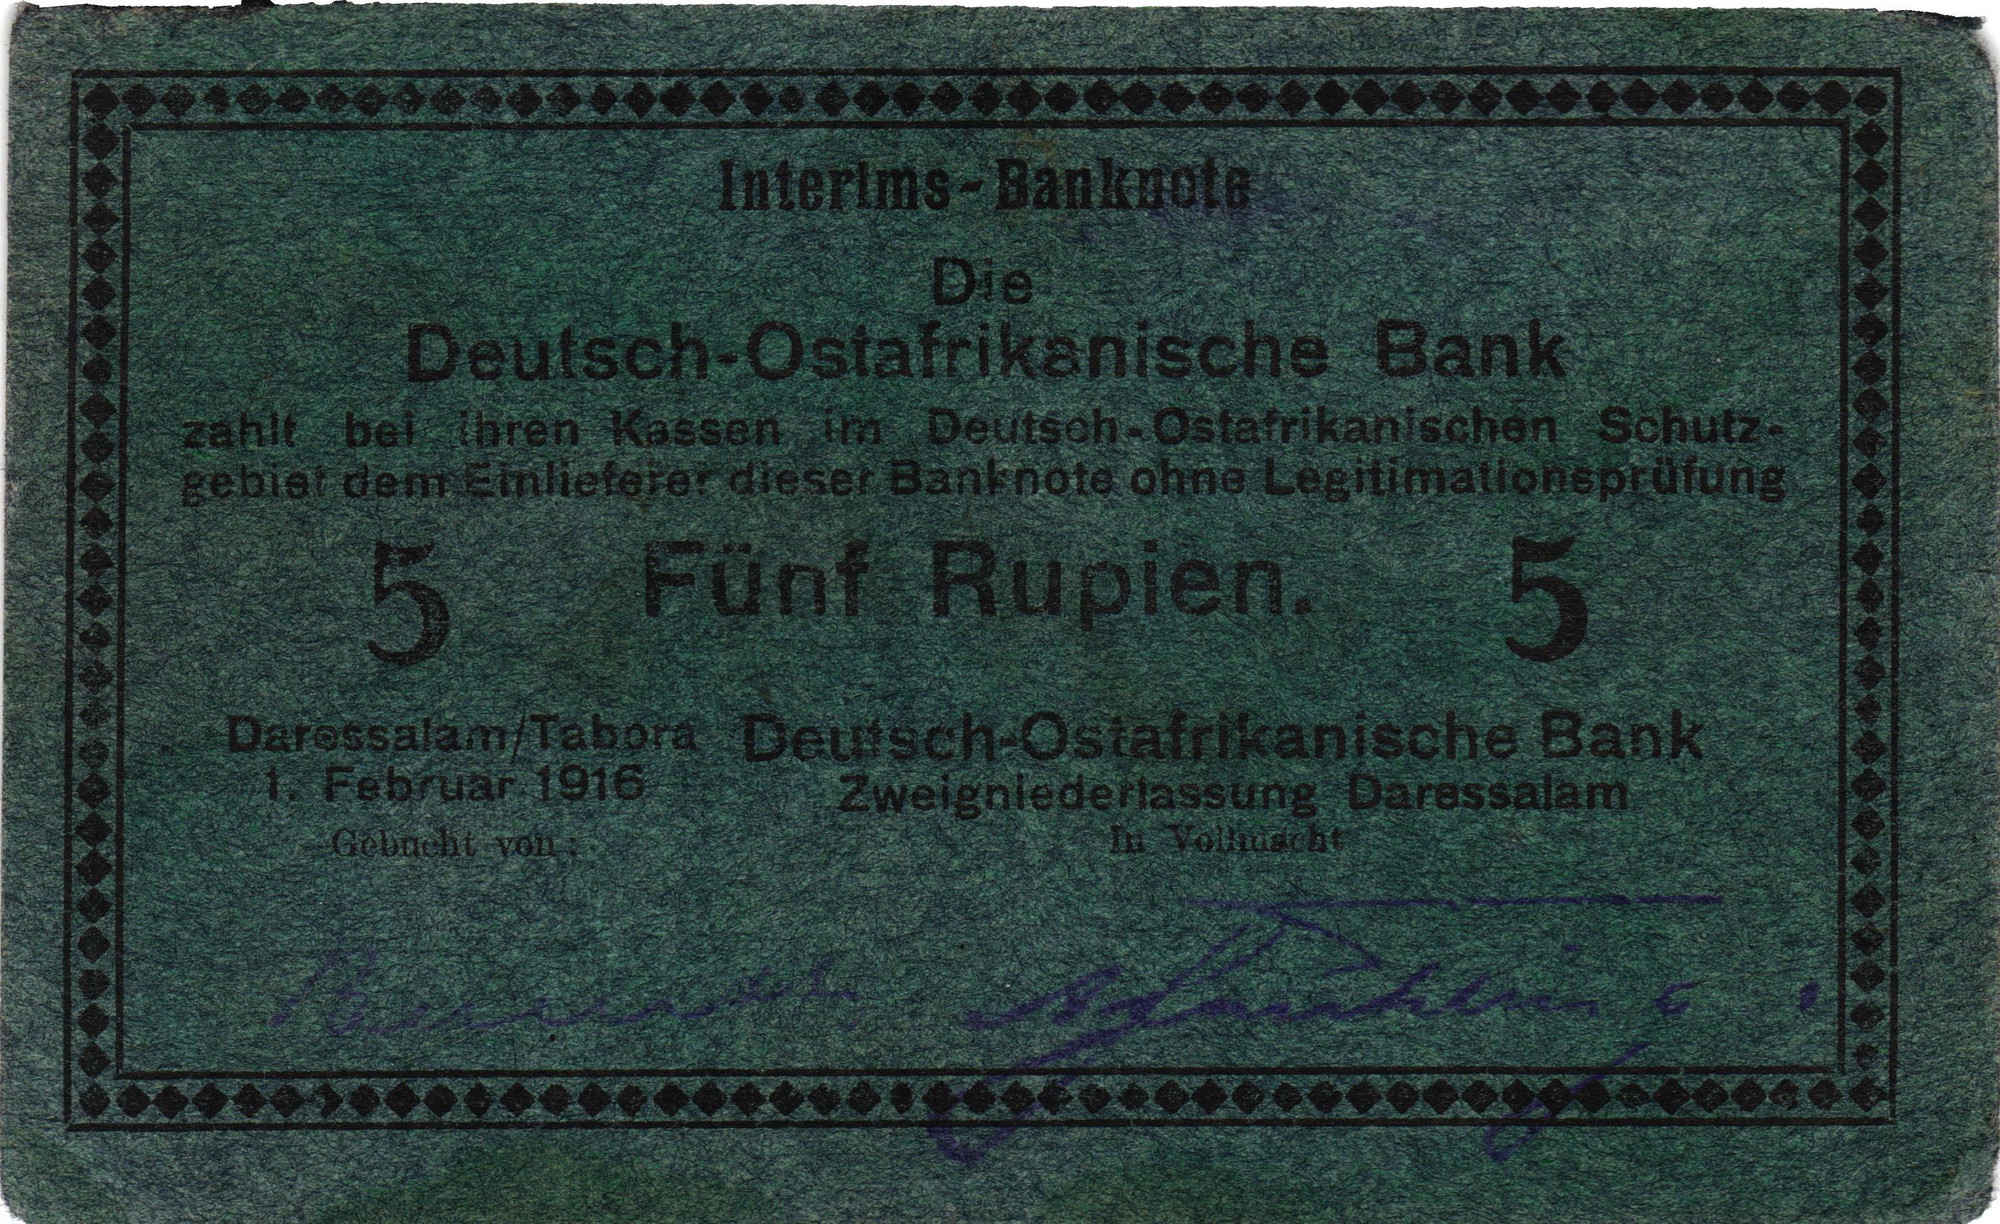 Interims-Banknote
Die
Deutsch-Ostafrikanische Bank
zahlt bei ihren Kassen im Deutsch-Ostafrikanischen Schutz-
gebiet dem Einlieferer dieser Banknote ohne Legitimationsprüfung
5 Fünf Rupien. 5
Daressalam/Tabora Deutsch-Ostafrikanische Bank
1. Februar 1916 Zweigniederlassung Daressalam
Gebucht von: In Vollmacht